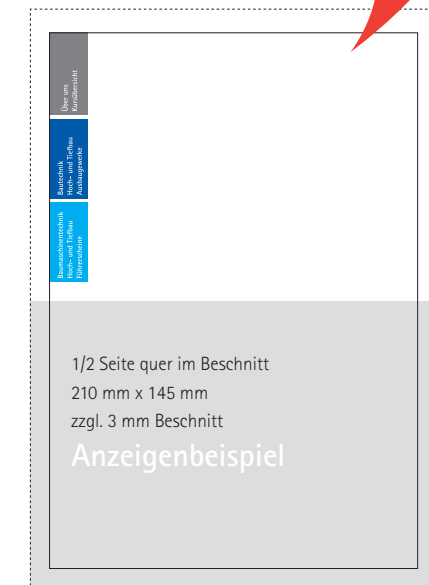 Über uns
Kursübersicht
Bautechnik
Hoch- und Tiefbau
Ausbaugewerke
Baumaschinentechnik
Hoch- und Tiefbau
Führerscheine
1/2 Seite quer im Beschnitt
210 mm x 145 mm
zzgl. 3 mm Beschnitt
Anzeigenbeispiel